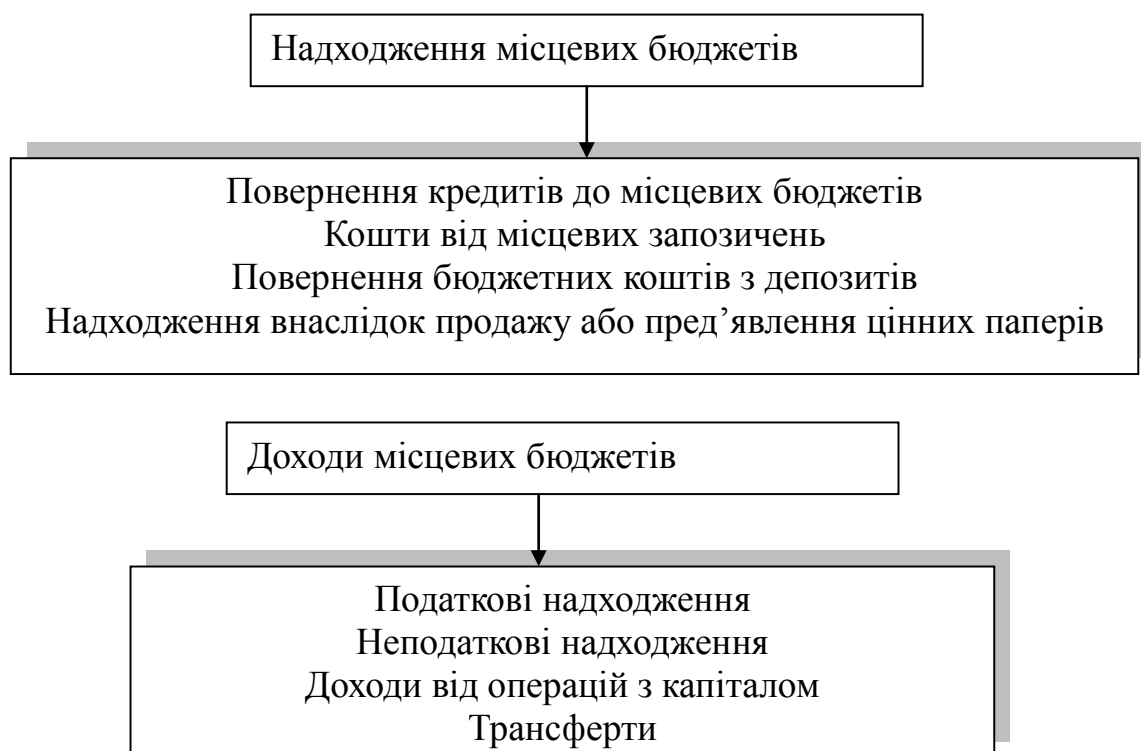 Надходження місцевих бюджетів
Повернення кредитів до місцевих бюджетів
Кошти від місцевих запозичень
Повернення бюджетних коштів з депозитів
Надходження внаслідок продажу або пред’явлення цінних паперів
Доходи місцевих бюджетів
Податкові надходження
Неподаткові надходження
Доходи від операцій з капіталом
Трансферти